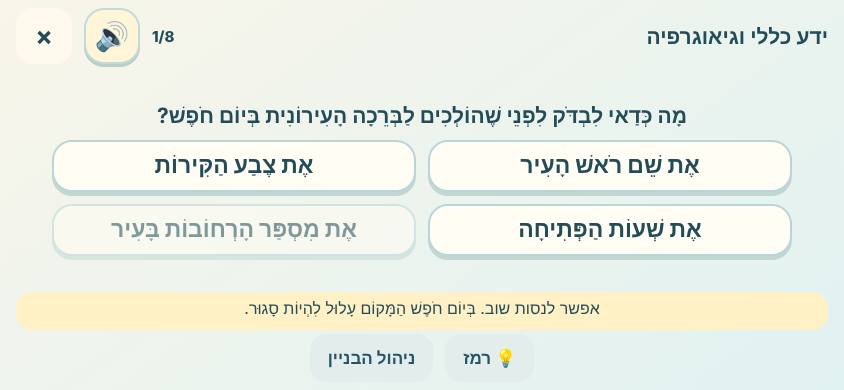 ידע כללי וגיאוגרפיה
1/8
×
מָה כְּדַאי לִבְדֹּק לִפְנֵי שֶׁהוֹלְכִים לַבְּרֵכָה הָעִירוֹנִית בְּיוֹם חֹפֶשׁ?
אֶת שֵׁם רֹאשׁ הָעִיר
אֶת צֶבַע הַקִּירוֹת
אֶת שְׁעוֹת הַפְּתִיחָה
אֶת מִסְפַּר הָרְחוֹבוֹת בָּעִיר
אפשר לנסות שוב. בְּיוֹם חֹפֶשׁ הַמָּקוֹם עָלוּל לִהְיוֹת סָגוּר.
💡 רמז
ניהול הבניין